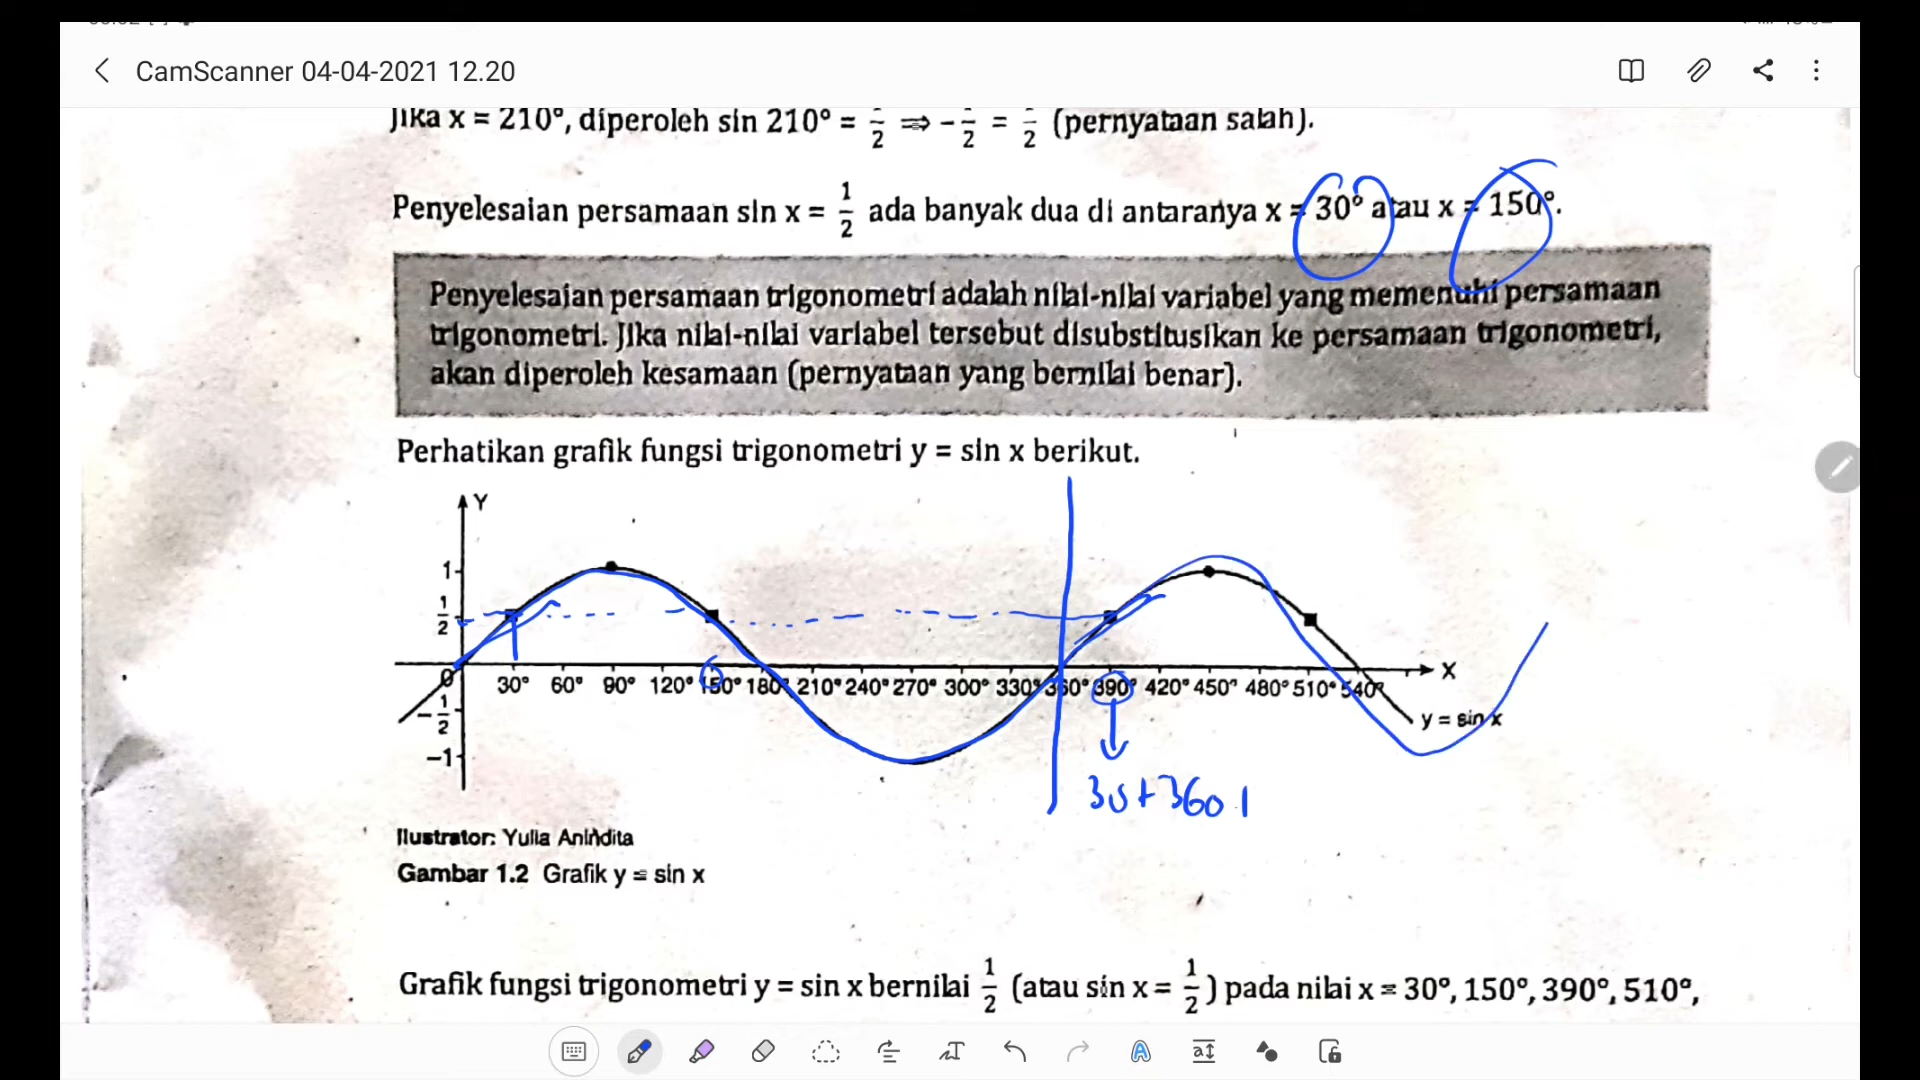 CamScanner 04-04-2021 12.20
Jika x = 210°, diperoleh sin 210° = 1/2 ⇒ -1/2 = 1/2 (pernyataan salah).
Penyelesaian persamaan sin x = 1/2 ada banyak dua di antaranya x = 30° atau x = 150°.
Penyelesaian persamaan trigonometri adalah nilai-nilai variabel yang memenuhi persamaan
trigonometri. Jika nilai-nilai variabel tersebut disubstitusikan ke persamaan trigonometri,
akan diperoleh kesamaan (pernyataan yang bernilai benar).
Perhatikan grafik fungsi trigonometri y = sin x berikut.
Y
1
1/2
0
30° 60° 90° 120° 150° 180° 210° 240° 270° 300° 330° 360° 390° 420° 450° 480° 510° 540°
X
-1/2
-1
y = sin x
30+360.1
Ilustrator: Yulia Anindita
Gambar 1.2 Grafik y = sin x
Grafik fungsi trigonometri y = sin x bernilai 1/2 (atau sin x = 1/2) pada nilai x = 30°, 150°, 390°, 510°,